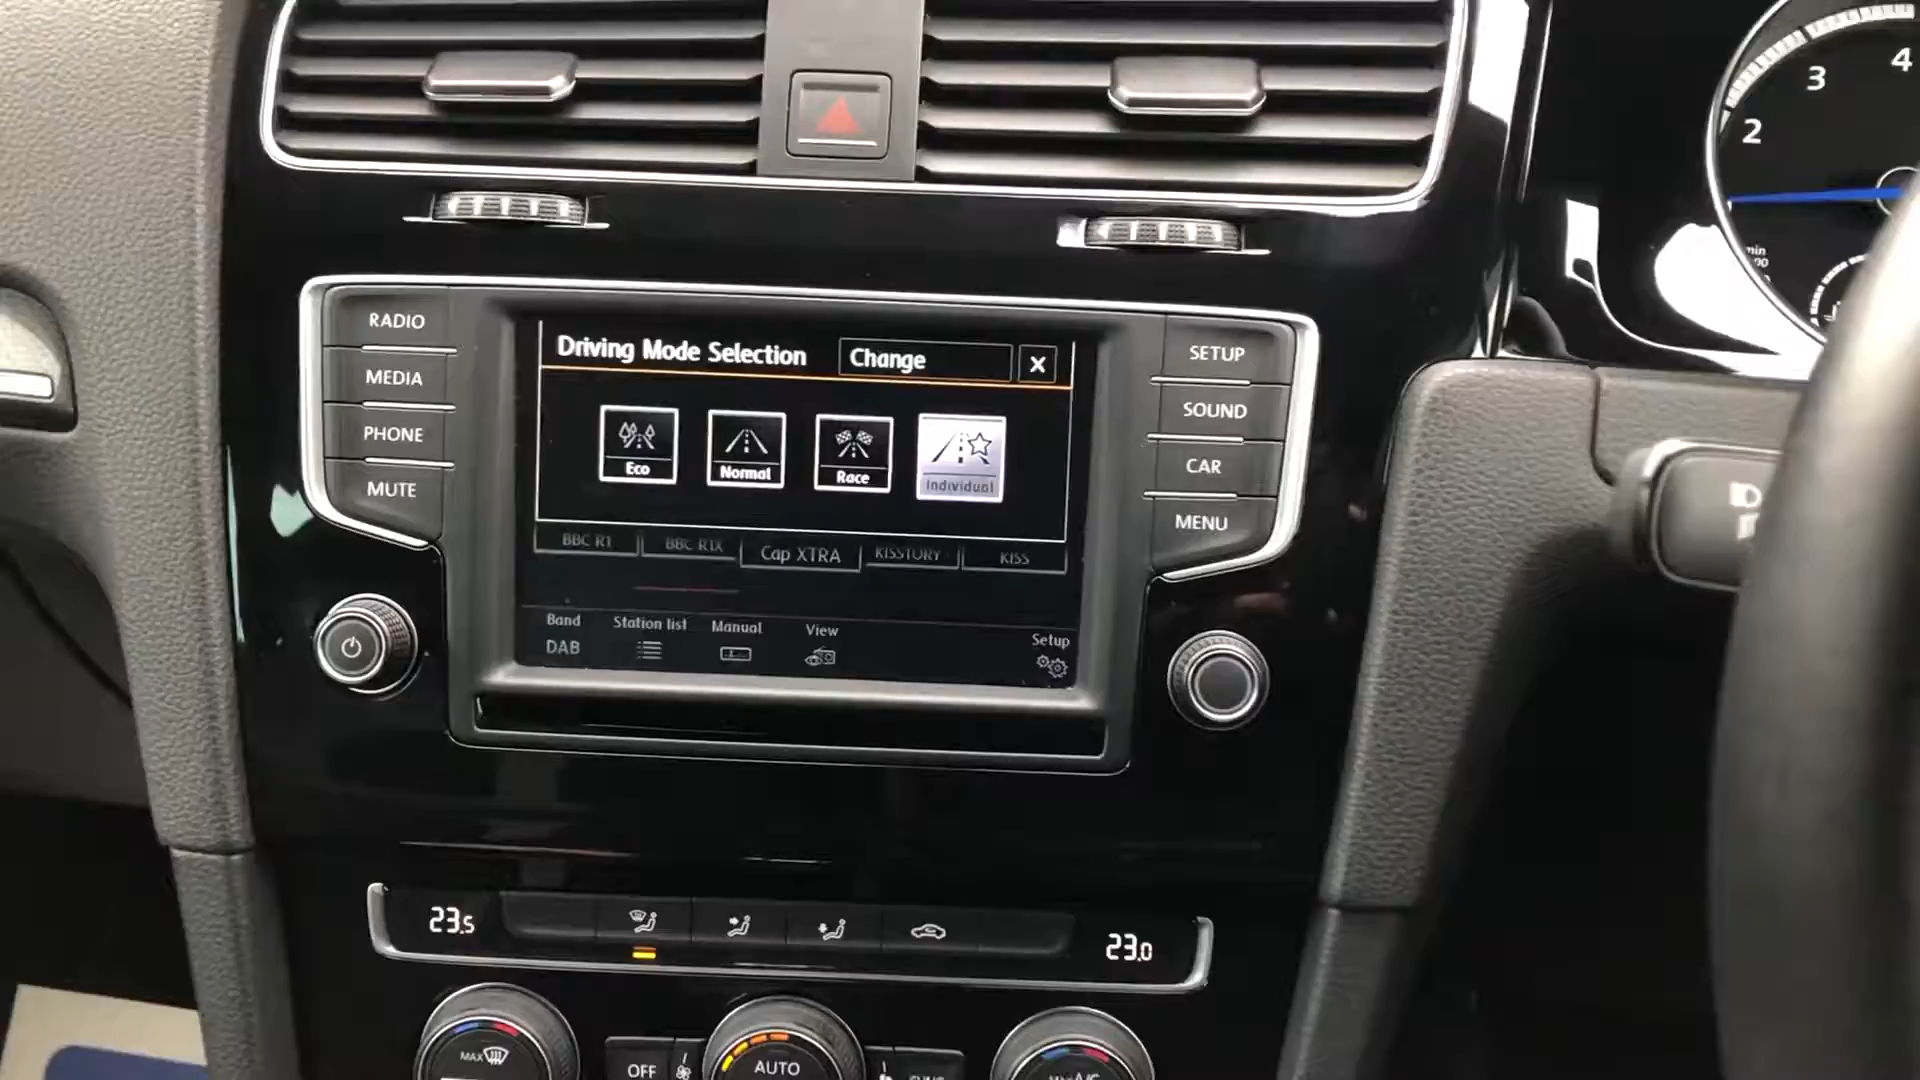 3
4
2
RADIO
MEDIA
PHONE
MUTE
Driving Mode Selection
Change
X
Eco
Normal
Race
Individual
BBC R1
BBC R1X
Cap XTRA
KISSTORY
KISS
Band
DAB
Station list
Manual
View
Setup
SETUP
SOUND
CAR
MENU
23.5
23.0
MAX
OFF
AUTO